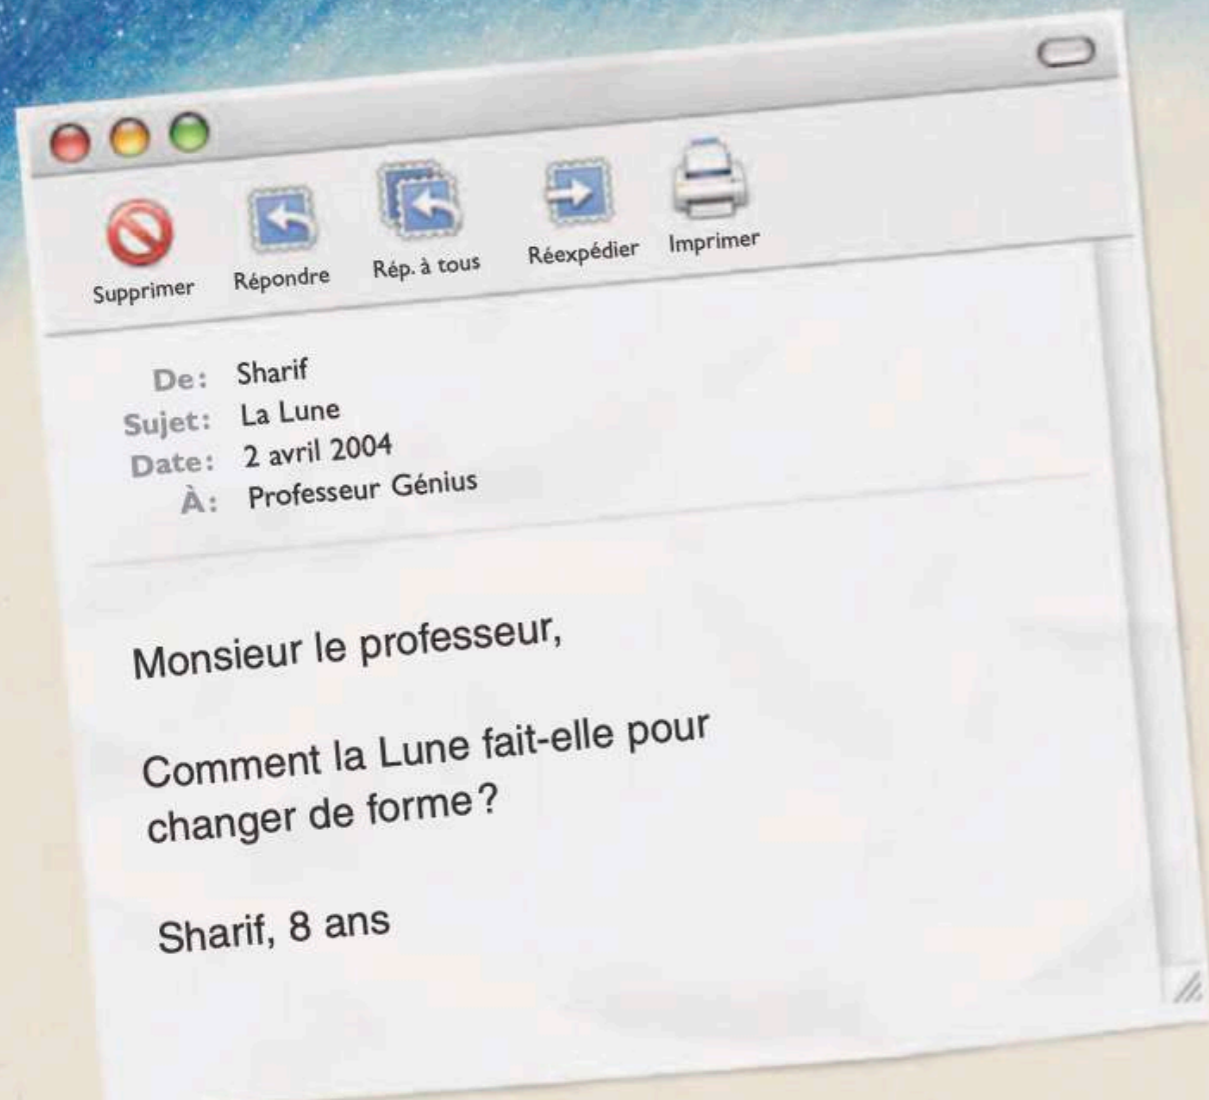 Supprimer Répondre Rép. à tous Réexpédier Imprimer
De: Sharif
Sujet: La Lune
Date: 2 avril 2004
À: Professeur Génius
Monsieur le professeur,
Comment la Lune fait-elle pour
changer de forme?
Sharif, 8 ans